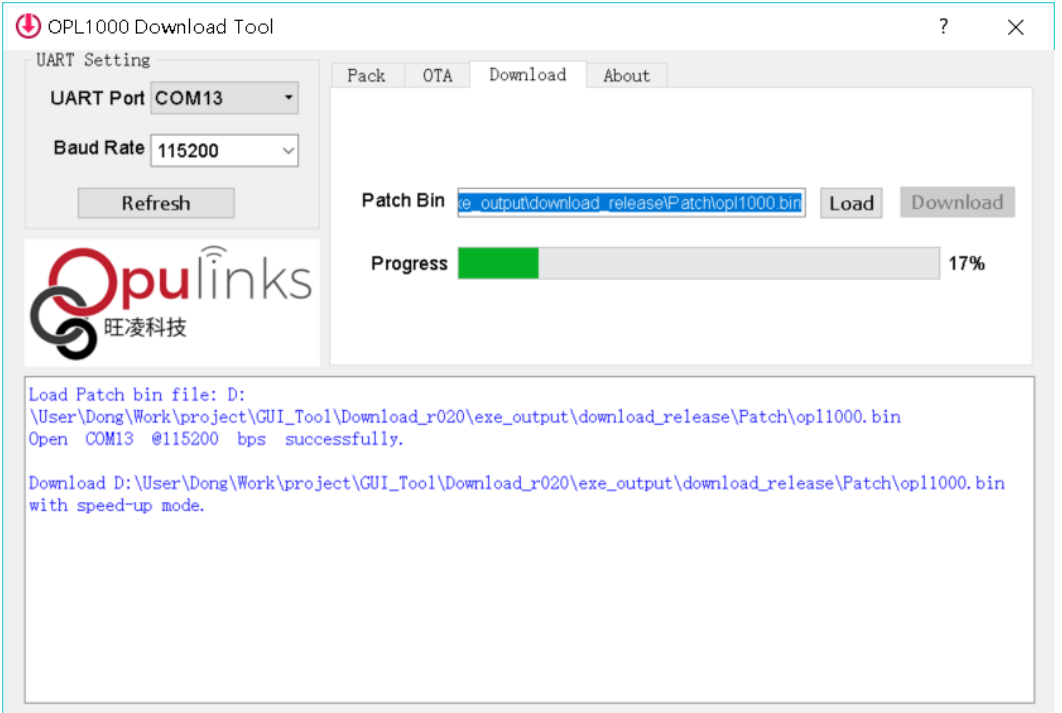 OPL1000 Download Tool
?
UART Setting
UART Port COM13
Baud Rate 115200
Refresh
Opulinks
旺凌科技
Pack OTA Download About
Patch Bin e_output\download_release\Patch\opl1000.bin Load Download
Progress 17%
Load Patch bin file: D:
\User\Dong\Work\project\GUI_Tool\Download_r020\exe_output\download_release\Patch\opl1000.bin
Open COM13 @115200 bps successfully.
Download D:\User\Dong\Work\project\GUI_Tool\Download_r020\exe_output\download_release\Patch\opl1000.bin
with speed-up mode.